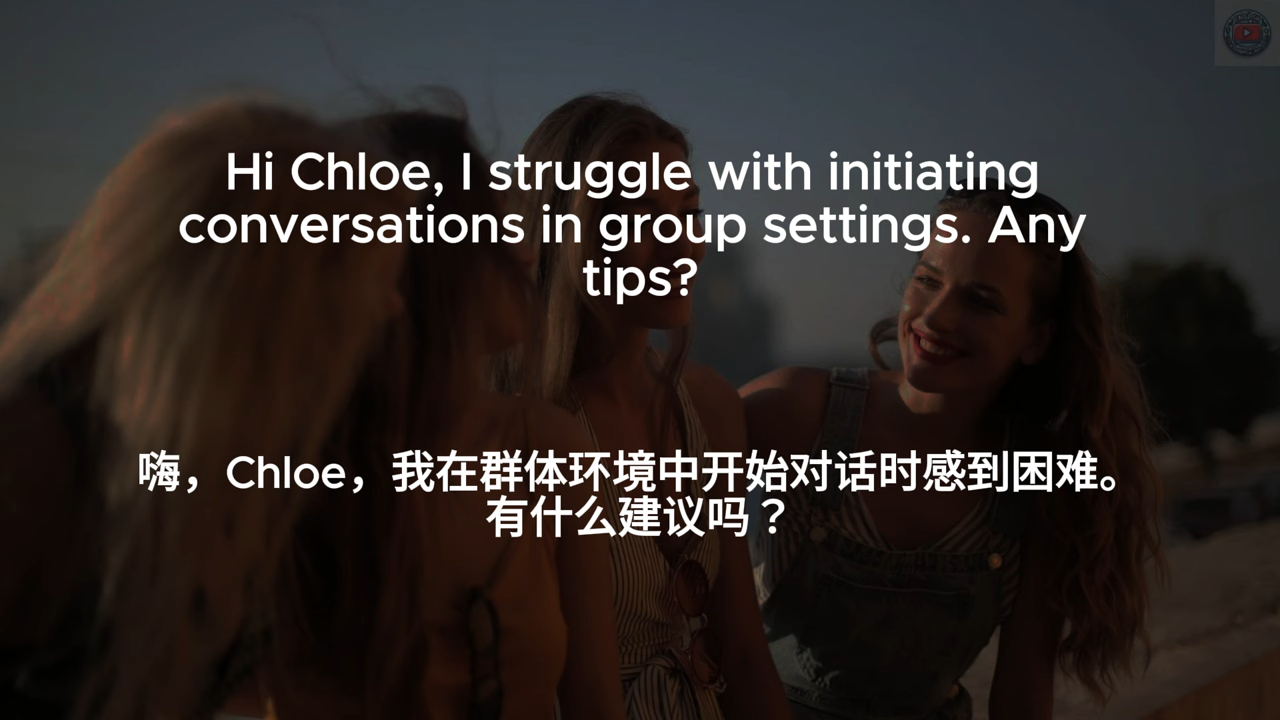 Hi Chloe, I struggle with initiating
conversations in group settings. Any
tips?
嗨，Chloe，我在群体环境中开始对话时感到困难。
有什么建议吗？